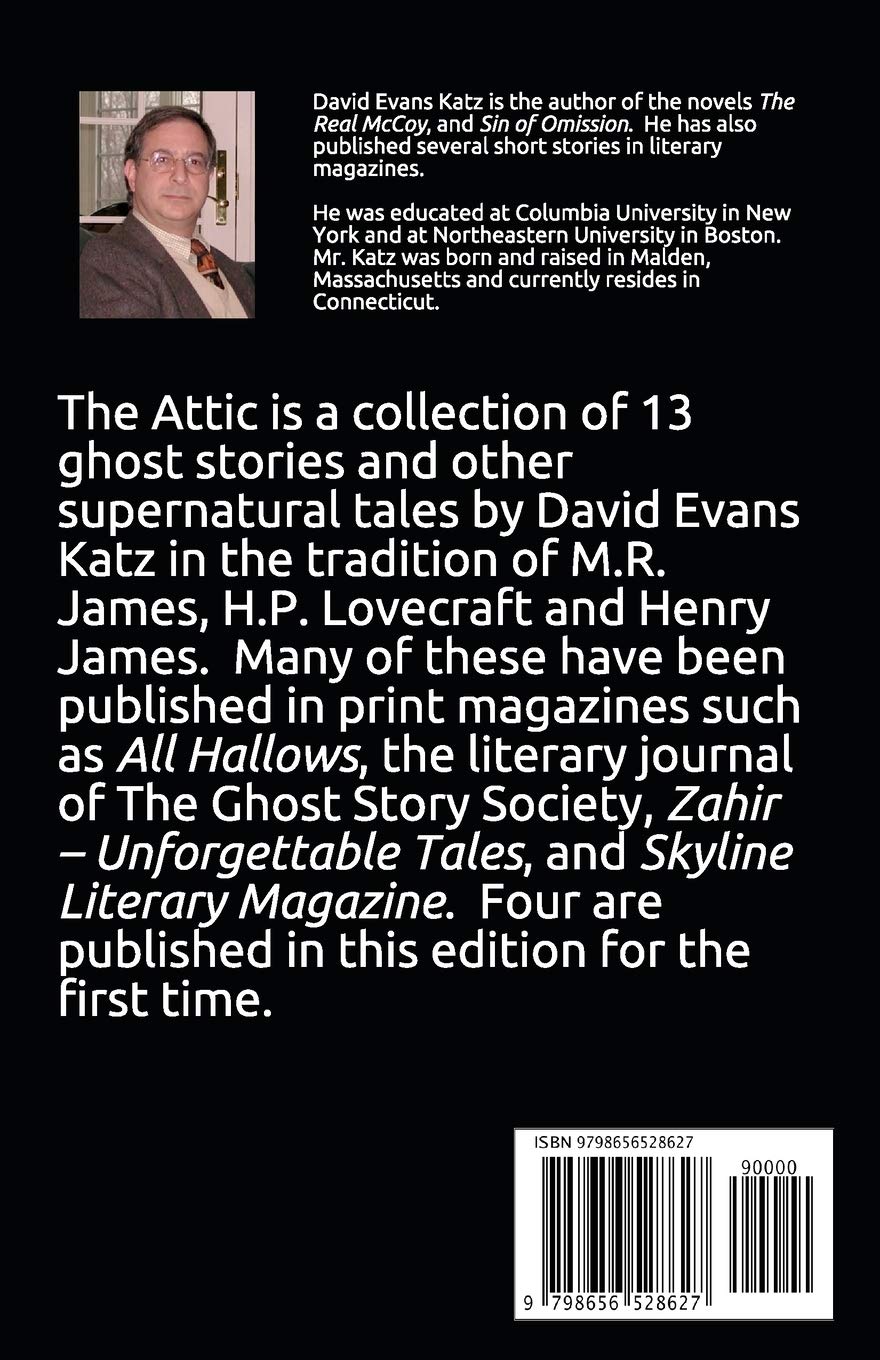 David Evans Katz is the author of the novels The
Real McCoy, and Sin of Omission.  He has also
published several short stories in literary
magazines.
He was educated at Columbia University in New
York and at Northeastern University in Boston.
Mr. Katz was born and raised in Malden,
Massachusetts and currently resides in
Connecticut.
The Attic is a collection of 13
ghost stories and other
supernatural tales by David Evans
Katz in the tradition of M.R.
James, H.P. Lovecraft and Henry
James.  Many of these have been
published in print magazines such
as All Hallows, the literary journal
of The Ghost Story Society, Zahir
– Unforgettable Tales, and Skyline
Literary Magazine.  Four are
published in this edition for the
first time.
ISBN 9798656528627
90000
9 798656 528627